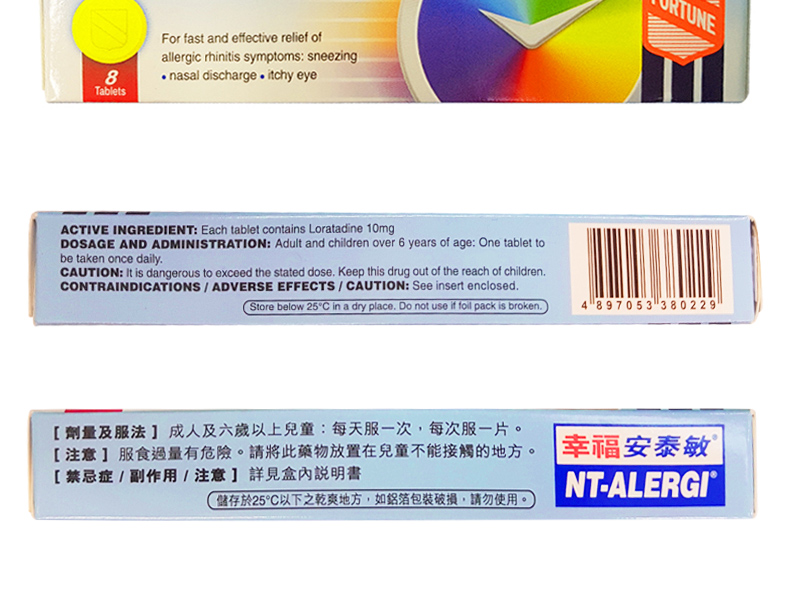 For fast and effective relief of
allergic rhinitis symptoms: sneezing
• nasal discharge • itchy eye
8
Tablets
FORTUNE
ACTIVE INGREDIENT: Each tablet contains Loratadine 10mg
DOSAGE AND ADMINISTRATION: Adult and children over 6 years of age: One tablet to
be taken once daily.
CAUTION: It is dangerous to exceed the stated dose. Keep this drug out of the reach of children.
CONTRAINDICATIONS / ADVERSE EFFECTS / CAUTION: See insert enclosed.
Store below 25°C in a dry place. Do not use if foil pack is broken.
4 897053 380229
[ 劑量及服法 ] 成人及六歲以上兒童：每天服一次，每次服一片。
[ 注意 ] 服食過量有危險。請將此藥物放置在兒童不能接觸的地方。
[ 禁忌症 / 副作用 / 注意 ] 詳見盒內說明書
儲存於25°C以下之乾爽地方，如鋁箔包裝破損，請勿使用。
幸福安泰敏®
NT-ALERGI®